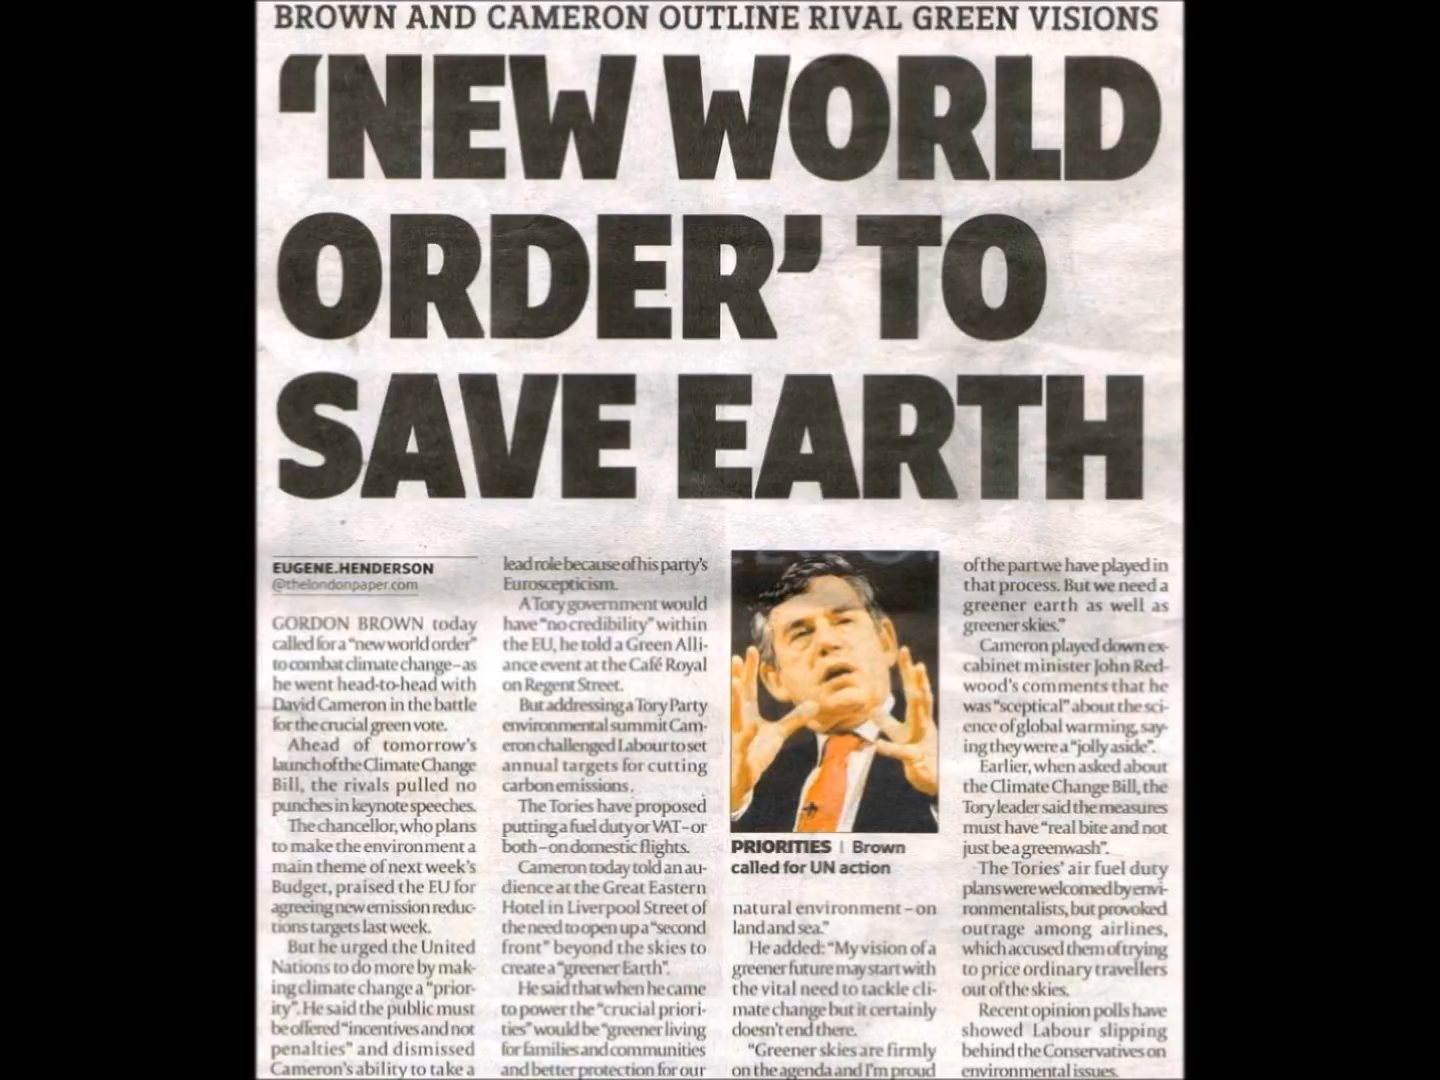 BROWN AND CAMERON OUTLINE RIVAL GREEN VISIONS
‘NEW WORLD
ORDER’ TO
SAVE EARTH
EUGENE.HENDERSON
@thelondonpaper.com
GORDON BROWN today
called for a “new world order”
to combat climate change – as
he went head-to-head with
David Cameron in the battle
for the crucial green vote.
Ahead of tomorrow’s
launch of the Climate Change
Bill, the rivals pulled no
punches in keynote speeches.
The chancellor, who plans
to make the environment a
main theme of next week’s
Budget, praised the EU for
agreeing new emission reduc-
tions targets last week.
But he urged the United
Nations to do more by mak-
ing climate change a “prior-
ity”. He said the public must
be offered “incentives and not
penalties” and dismissed
Cameron’s ability to take a
lead role because of his party’s
Euroscepticism.
A Tory government would
have “no credibility” within
the EU, he told a Green Alli-
ance event at the Café Royal
on Regent Street.
But addressing a Tory Party
environmental summit Cam-
eron challenged Labour to set
annual targets for cutting
carbon emissions.
The Tories have proposed
putting a fuel duty or VAT – or
both – on domestic flights.
Cameron today told an au-
dience at the Great Eastern
Hotel in Liverpool Street of
the need to open up a “second
front” beyond the skies to
create a “greener Earth”.
He said that when he came
to power the “crucial priori-
ties” would be “greener living
for families and communities
and better protection for our
PRIORITIES | Brown
called for UN action
natural environment – on
land and sea.”
He added: “My vision of a
greener future may start with
the vital need to tackle cli-
mate change but it certainly
doesn’t end there.
“Greener skies are firmly
on the agenda and I’m proud
of the part we have played in
that process. But we need a
greener earth as well as
greener skies.”
Cameron played down ex-
cabinet minister John Red-
wood’s comments that he
was “sceptical” about the sci-
ence of global warming, say-
ing they were a “jolly aside”.
Earlier, when asked about
the Climate Change Bill, the
Tory leader said the measures
must have “real bite and not
just be a greenwash”.
The Tories’ air fuel duty
plans were welcomed by envi-
ronmentalists, but provoked
outrage among airlines,
which accused them of trying
to price ordinary travellers
out of the skies.
Recent opinion polls have
showed Labour slipping
behind the Conservatives on
environmental issues.